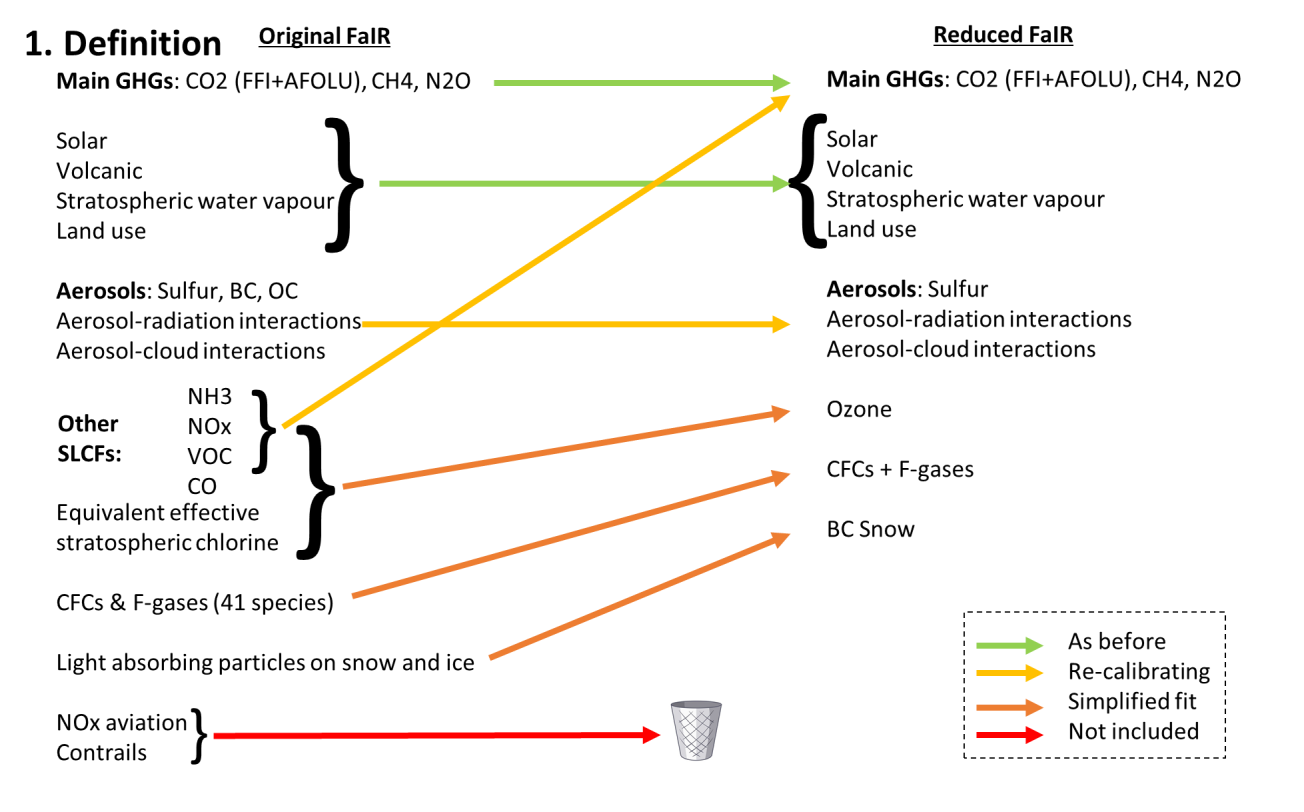 1. Definition
Original FaIR
Main GHGs: CO2 (FFI+AFOLU), CH4, N2O
Solar
Volcanic
Stratospheric water vapour
Land use
Aerosols: Sulfur, BC, OC
Aerosol-radiation interactions
Aerosol-cloud interactions
Other
SLCFs:
NH3
NOx
VOC
CO
Equivalent effective
stratospheric chlorine
CFCs & F-gases (41 species)
Light absorbing particles on snow and ice
NOx aviation
Contrails
Reduced FaIR
Main GHGs: CO2 (FFI+AFOLU), CH4, N2O
Solar
Volcanic
Stratospheric water vapour
Land use
Aerosols: Sulfur
Aerosol-radiation interactions
Aerosol-cloud interactions
Ozone
CFCs + F-gases
BC Snow
As before
Re-calibrating
Simplified fit
Not included